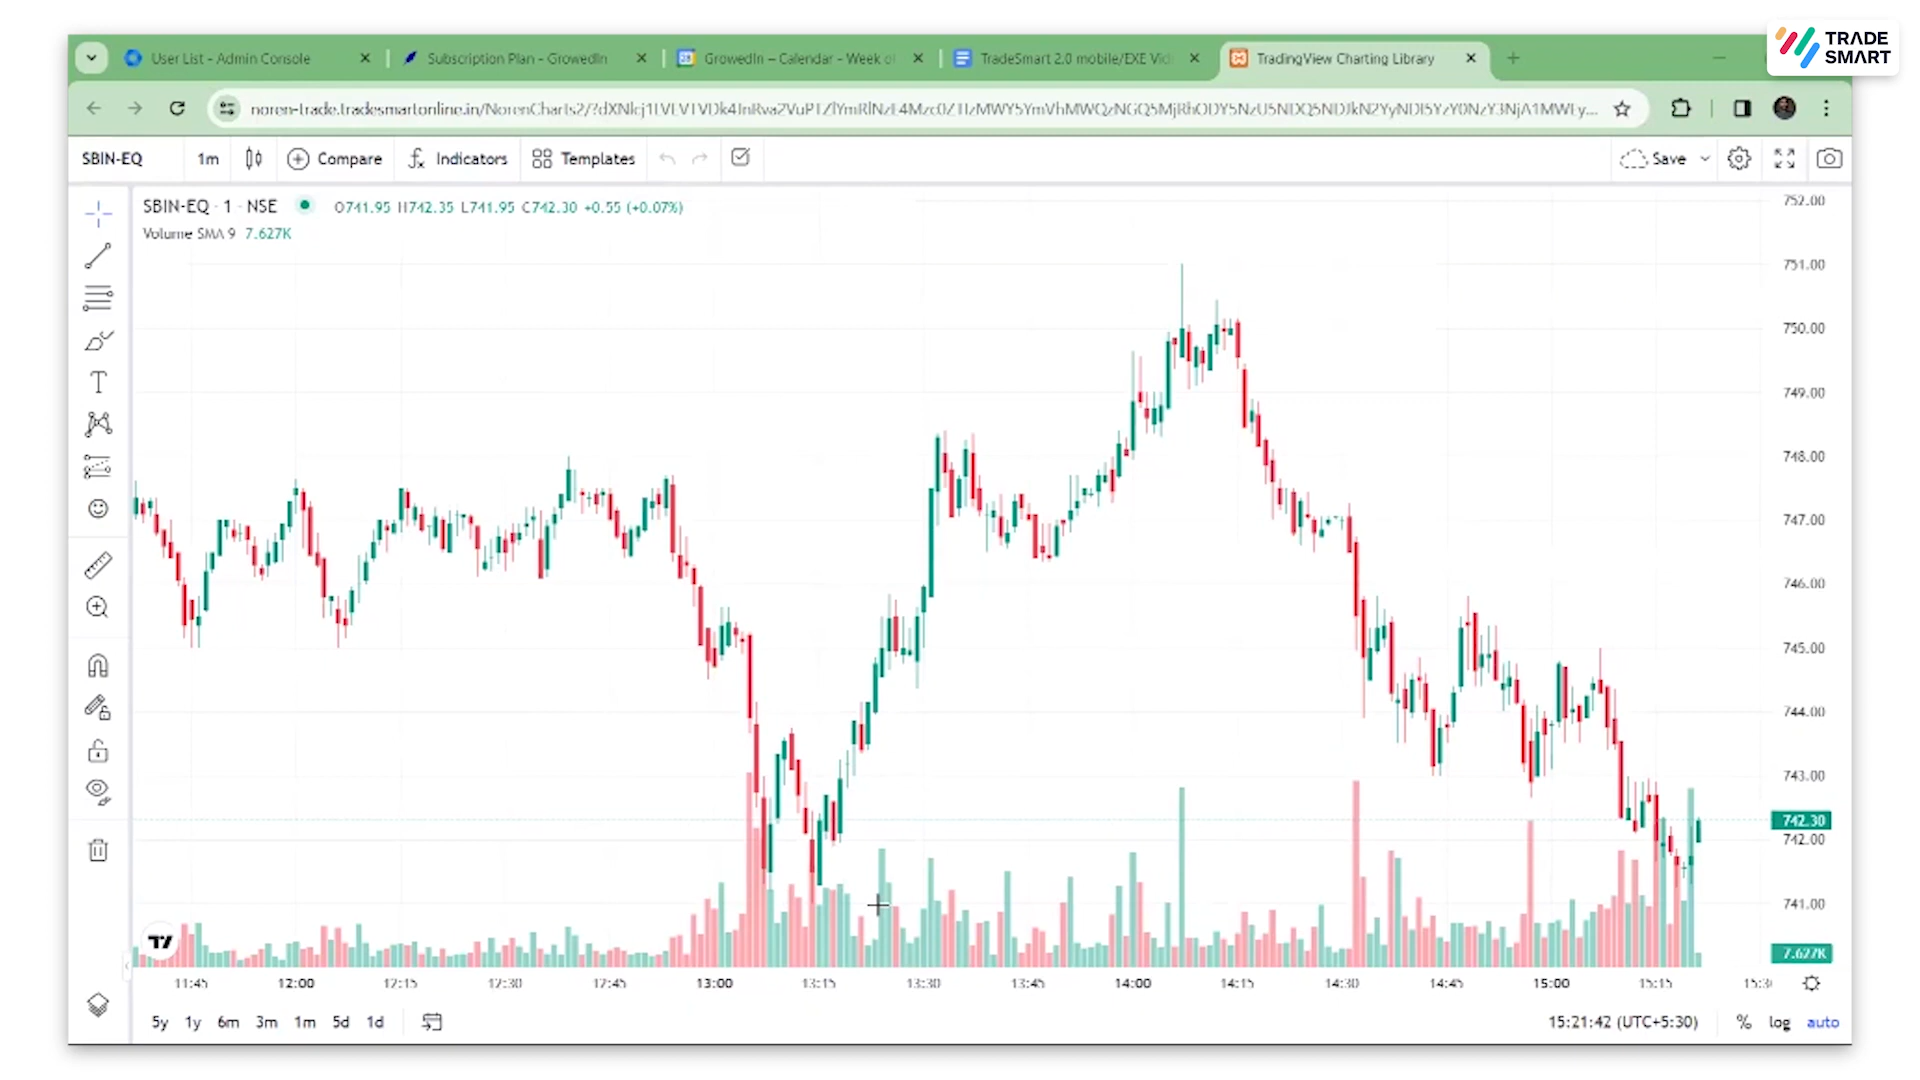 TRADE
SMART
User List - Admin Console
Subscription Plan - GrowedIn
GrowedIn - Calendar - Week o
TradeSmart 2.0 mobile/EXE Vid
TradingView Charting Library
SBIN-EQ 1m Compare Indicators Templates Save
SBIN-EQ · 1 · NSE O741.95 H742.35 L741.95 C742.30 +0.55 (+0.07%)
Volume SMA 9 7.627K
752.00
751.00
750.00
749.00
748.00
747.00
746.00
745.00
744.00
743.00
742.30
742.00
741.00
7.627K
11:45 12:00 12:15 12:30 12:45 13:00 13:15 13:30 13:45 14:00 14:15 14:30 14:45 15:00 15:15
5y 1y 6m 3m 1m 5d 1d 15:21:42 (UTC+5:30) % log auto